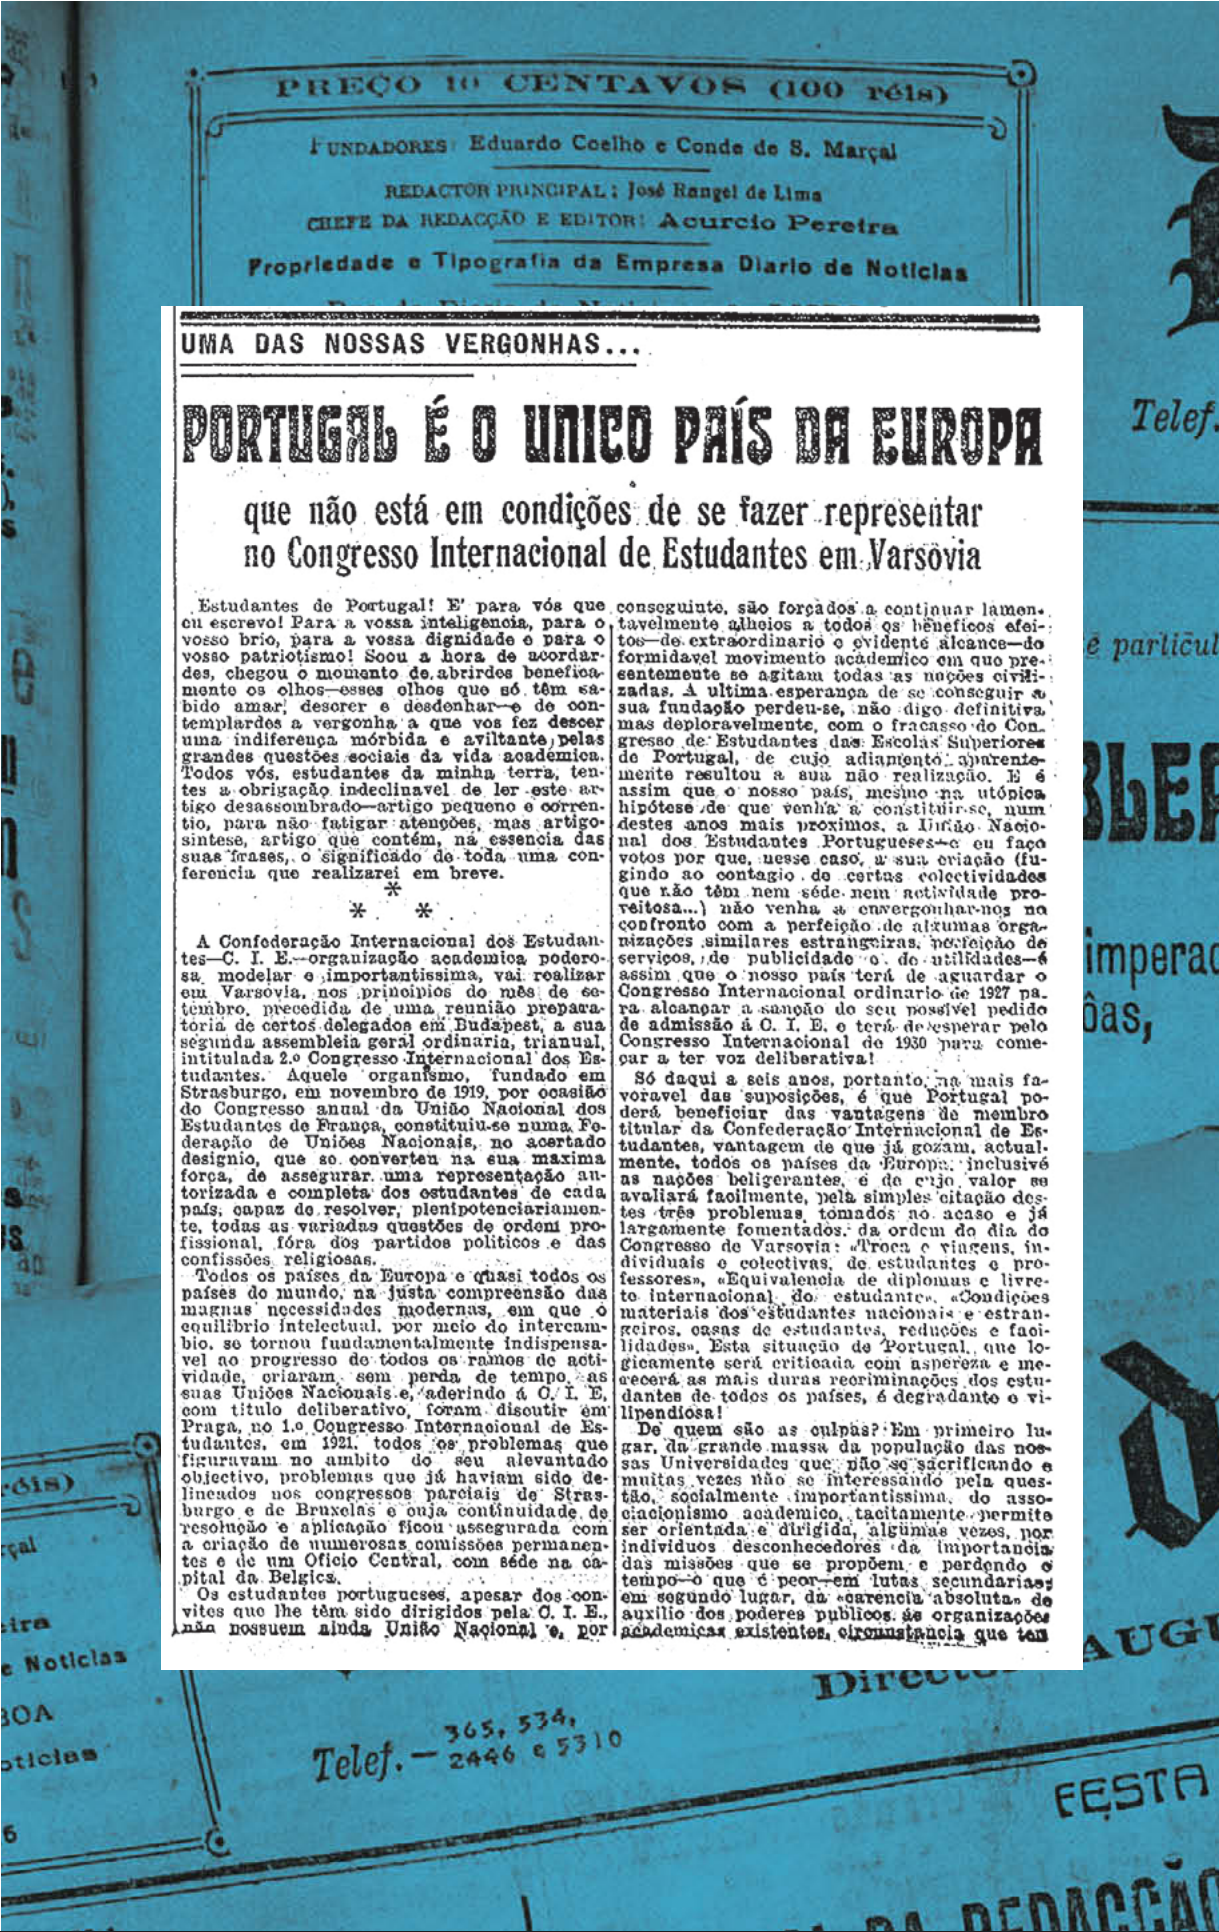 PREÇO 10 CENTAVOS (100 réis)
FUNDADORES: Eduardo Coelho e Conde de S. Marçal
REDACTOR PRINCIPAL: José Rangel de Lima
CHEFE DA REDACÇÃO E EDITOR: Acurcio Pereira
Propriedade e Tipografia da Empresa Diario de Noticias
UMA DAS NOSSAS VERGONHAS...
PORTUGAL É O UNICO PAÍS DA EUROPA
que não está em condições de se fazer representar
no Congresso Internacional de Estudantes em Varsovia
Estudantes de Portugal! E' para vós que
eu escrevo! Para a vossa inteligencia, para o
vosso brio, para a vossa dignidade e para o
vosso patriotismo! Soou a hora de acordar-
des, chegou o momento de abrirdes benefica-
mente os olhos—esses olhos que só têm sa-
bido amar, descrer e desdenhar—e de con-
templardes a vergonha a que vos fez descer
uma indiferença mórbida e aviltante pelas
grandes questões sociais da vida academica.
Todos vós, estudantes da minha terra, ten-
tes a obrigação indeclinavel de ler este ar-
tigo desassombrado—artigo pequeno e corren-
tio, para não fatigar atenções, mas artigo-
sintese, artigo que contém, na essencia das
suas frases, o significado de toda uma con-
ferencia que realizarei em breve.
*
* *
A Confederação Internacional dos Estudan-
tes—C. I. E.—organização academica podero-
sa, modelar e importantissima, vai realizar
em Varsovia, nos principios do mês de se-
tembro, precedida de uma reunião prepara-
toria de certos delegados em Budapest, a sua
segunda assembleia geral ordinaria, trianual,
intitulada 2.º Congresso Internacional dos Es-
tudantes. Aquele organismo, fundado em
Strasburgo, em novembro de 1919, por ocasião
do Congresso anual da União Nacional dos
Estudantes de França, constituiu-se numa Fe-
deração de Uniões Nacionais, no acertado
designio, que se converteu na sua maxima
força, de assegurar uma representação au-
torizada e completa dos estudantes de cada
país, capaz de resolver, plenipotenciariamen-
te, todas as variadas questões de ordem pro-
fissional, fóra dos partidos politicos e das
confissões religiosas.
Todos os países da Europa e quasi todos os
países do mundo, na justa compreensão das
magnas necessidades modernas, em que o
equilibrio intelectual, por meio do intercam-
bio, se tornou fundamentalmente indispensa-
vel ao progresso de todos os ramos de acti-
vidade, criaram, sem perda de tempo, as
suas Uniões Nacionais e, aderindo á C. I. E.
com titulo deliberativo, foram discutir em
Praga, no 1.º Congresso Internacional de Es-
tudantes, em 1921, todos os problemas que
figuravam no ambito do seu alevantado
objectivo, problemas que já haviam sido de-
lineados nos congressos parciais de Stras-
burgo e de Bruxelas e cuja continuidade de
resolução e aplicação ficou assegurada com
a criação de numerosas comissões permanen-
tes e de um Oficio Central, com séde na ca-
pital da Belgica.
Os estudantes portugueses, apesar dos con-
vites que lhe têm sido dirigidos pela C. I. E.,
não possuem ainda União Nacional e, por
conseguinte, são forçados a continuar lamen-
tavelmente alheios a todos os beneficos efei-
tos—de extraordinario e evidente alcance—do
formidavel movimento academico em que pre-
sentemente se agitam todas as nações civili-
zadas. A ultima esperança de se conseguir a
sua fundação perdeu-se, não digo definitiva
mas deploravelmente, com o fracasso do Con-
gresso de Estudantes das Escolas Superiores
de Portugal, de cujo adiamento aparente-
mente resultou a sua não realização. E é
assim que o nosso país, mesmo na utópica
hipótese de que venha a constituir-se, num
destes anos mais proximos, a União Nacio-
nal dos Estudantes Portugueses—e eu faço
votos por que, nesse caso, a sua criação (fu-
gindo ao contagio de certas colectividades
que não têm nem séde nem actividade pro-
veitosa...) não venha a envergonhar-nos no
confronto com a perfeição de algumas orga-
nizações similares estrangeiras, perfeição de
serviços, de publicidade e de utilidades—é
assim que o nosso país terá de aguardar o
Congresso Internacional ordinario de 1927 pa-
ra alcançar a sanção do seu possivel pedido
de admissão á C. I. E. e terá de esperar pelo
Congresso Internacional de 1930 para come-
çar a ter voz deliberativa!
Só daqui a seis anos, portanto, na mais fa-
voravel das suposições, é que Portugal po-
derá beneficiar das vantagens de membro
titular da Confederação Internacional de Es-
tudantes, vantagem de que já gozam, actual-
mente, todos os países da Europa, inclusivé
as nações beligerantes, e de cujo valor se
avaliará facilmente, pela simples citação des-
tes três problemas, tomados ao acaso e já
largamente fomentados, da ordem do dia do
Congresso de Varsovia: «Troca e viagens, in-
dividuais e colectivas, de estudantes e pro-
fessores», «Equivalencia de diplomas e livre-
te internacional do estudante», «Condições
materiais dos estudantes nacionais e estran-
geiros, casas de estudantes, reduções e faci-
lidades». Esta situação de Portugal, que lo-
gicamente será criticada com aspereza e me-
recerá as mais duras recriminações dos estu-
dantes de todos os países, é degradante e vi-
lipendiosa!
De quem são as culpas? Em primeiro lu-
gar, da grande massa da população das nos-
sas Universidades que, não se sacrificando e
muitas vezes não se interessando pela ques-
tão, socialmente importantissima, do asso-
ciacionismo academico, tacitamente permite
ser orientada e dirigida, algumas vezes, por
individuos desconhecedores da importancia
das missões que se propõem e perdendo o
tempo—o que é peor—em lutas secundarias;
em segundo lugar, da «carencia absoluta» de
auxilio dos poderes publicos ás organizações
academicas existentes, circunstancia que tem
Telef.
e particul
BLEA
imperad
ôas,
réis)
rçal
eira
e Noticias
BOA
oticias
6
Telef. — 365, 534,
2446 e 5310
Director AUGU
FESTA
DA REDACÇÃO